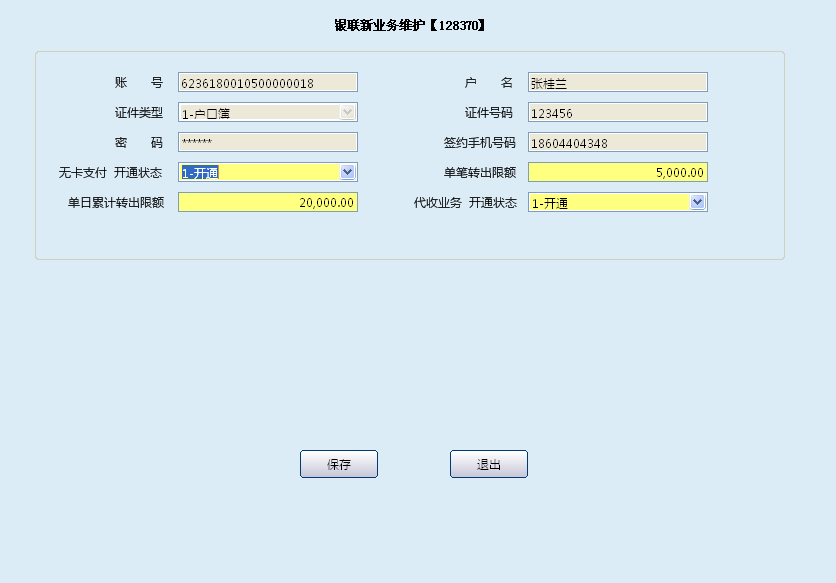 银联新业务维护【128370】
账 号 6236180010500000018 户 名 张桂兰
证件类型 1-户口簿 证件号码 123456
密 码 ****** 签约手机号码 18604404348
无卡支付 开通状态 1-开通 单笔转出限额 5,000.00
单日累计转出限额 20,000.00 代收业务 开通状态 1-开通
保存 退出